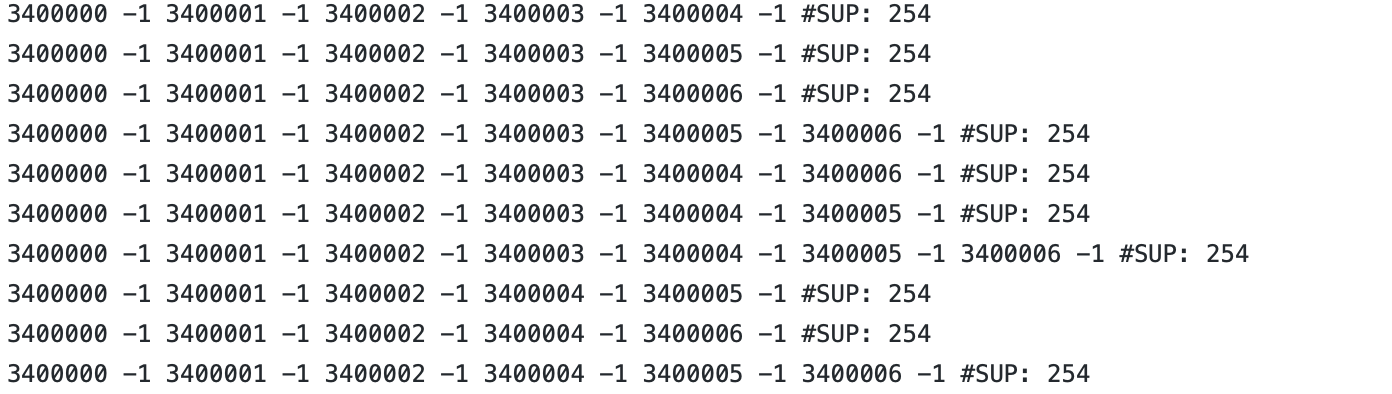 3400000 -1 3400001 -1 3400002 -1 3400003 -1 3400004 -1 #SUP: 254
3400000 -1 3400001 -1 3400002 -1 3400003 -1 3400005 -1 #SUP: 254
3400000 -1 3400001 -1 3400002 -1 3400003 -1 3400006 -1 #SUP: 254
3400000 -1 3400001 -1 3400002 -1 3400003 -1 3400005 -1 3400006 -1 #SUP: 254
3400000 -1 3400001 -1 3400002 -1 3400003 -1 3400004 -1 3400006 -1 #SUP: 254
3400000 -1 3400001 -1 3400002 -1 3400003 -1 3400004 -1 3400005 -1 #SUP: 254
3400000 -1 3400001 -1 3400002 -1 3400003 -1 3400004 -1 3400005 -1 3400006 -1 #SUP: 254
3400000 -1 3400001 -1 3400002 -1 3400004 -1 3400005 -1 #SUP: 254
3400000 -1 3400001 -1 3400002 -1 3400004 -1 3400006 -1 #SUP: 254
3400000 -1 3400001 -1 3400002 -1 3400004 -1 3400005 -1 3400006 -1 #SUP: 254